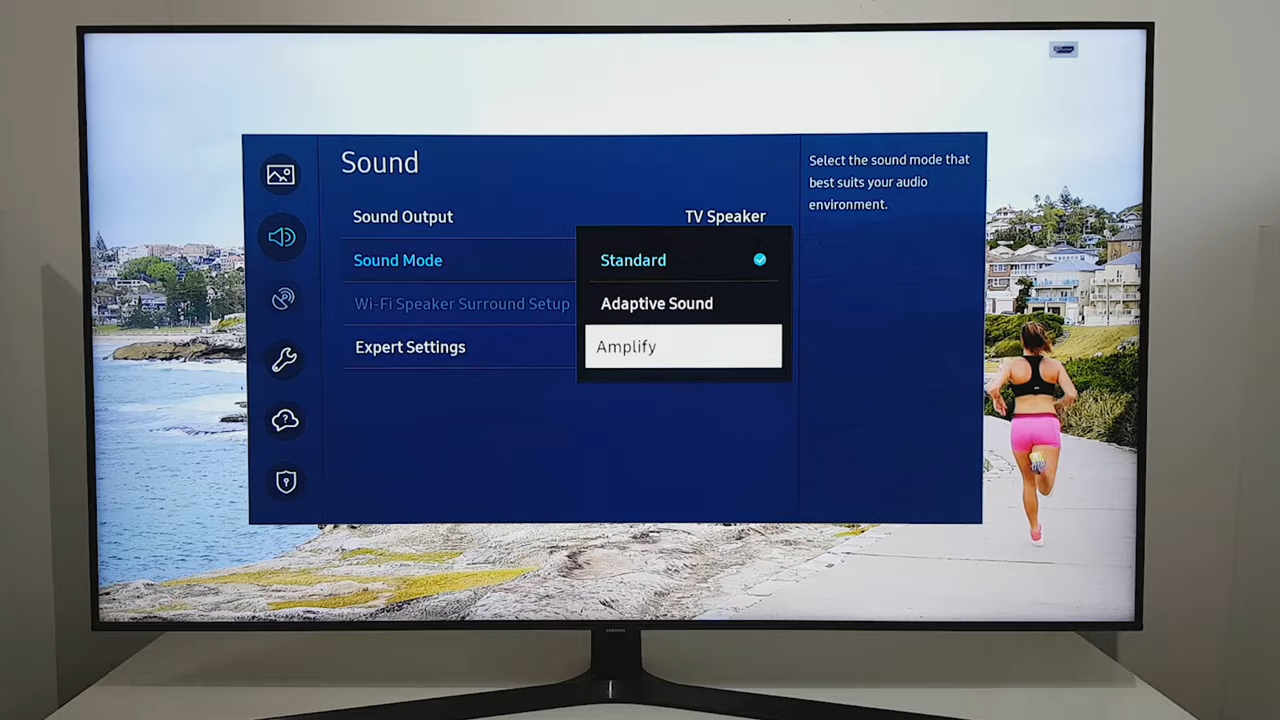 Sound
Sound Output TV Speaker
Sound Mode
Wi-Fi Speaker Surround Setup
Expert Settings
Standard
Adaptive Sound
Amplify
Select the sound mode that
best suits your audio
environment.
SAMSUNG